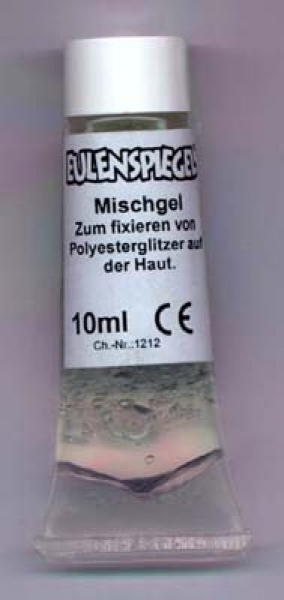 EULENSPIEGEL
Mischgel
Zum fixieren von
Polyesterglitzer auf
der Haut.
10ml CE
Ch.-Nr.:1212